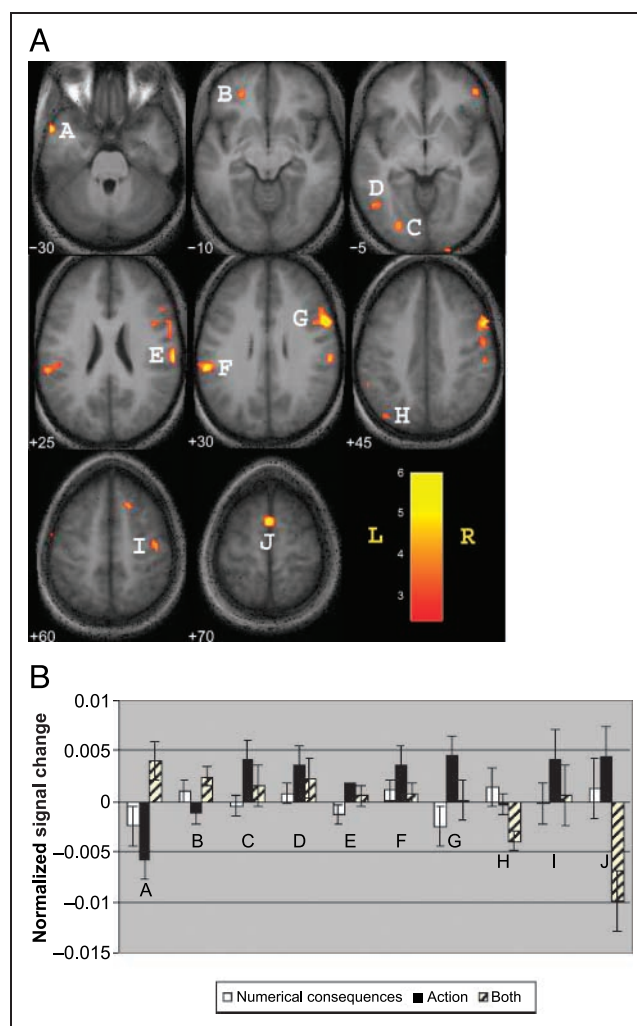 A
A
B
D
C
−30
−10
−5
E
F
G
H
+25
+30
+45
I
J
L
R
6
5
4
3
+60
+70
B
0.01
0.005
0
−0.005
−0.01
−0.015
Normalized signal change
A B C D E F G H I J
Numerical consequences Action Both